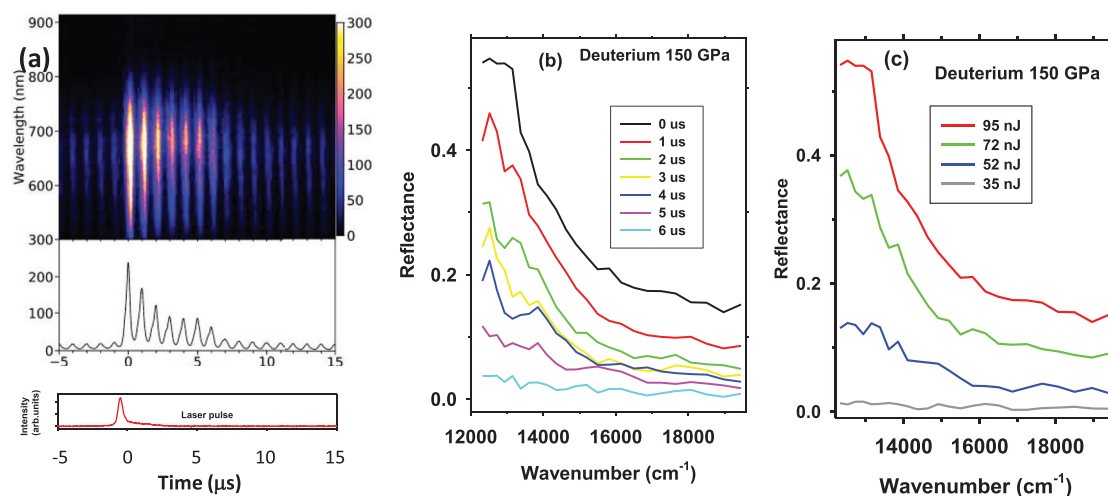 (a)
Wavelength (nm)
900
800
700
600
300
300
250
200
150
100
50
0
200
100
0
-5
0
5
10
15
Intensity
(arb.units)
Laser pulse
-5
0
5
10
15
Time (μs)
(b)
Deuterium 150 GPa
0 us
1 us
2 us
3 us
4 us
5 us
6 us
Reflectance
0.4
0.2
0.0
12000
14000
16000
18000
Wavenumber (cm⁻¹)
(c)
Deuterium 150 GPa
95 nJ
72 nJ
52 nJ
35 nJ
Reflectance
0.4
0.2
0.0
14000
16000
18000
Wavenumber (cm⁻¹)